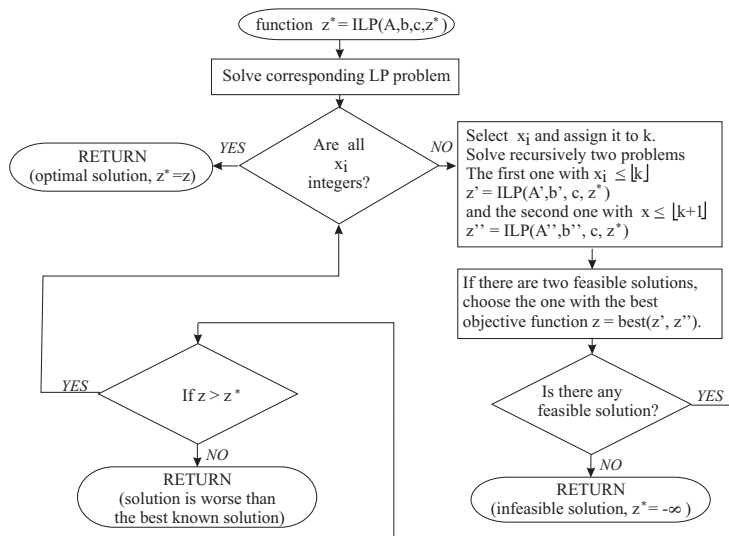 function z* = ILP(A,b,c,z*)
Solve corresponding LP problem
Are all
xi
integers?
YES
NO
RETURN
(optimal solution, z*=z)
Select xi and assign it to k.
Solve recursively two problems
The first one with xi ≤ ⌊k⌋
z' = ILP(A',b', c, z*)
and the second one with x ≤ ⌊k+1⌋
z'' = ILP(A'',b'', c, z*)
If there are two feasible solutions,
choose the one with the best
objective function z = best(z', z'').
Is there any
feasible solution?
YES
NO
RETURN
(infeasible solution, z*= -∞ )
If z > z*
YES
NO
RETURN
(solution is worse than
the best known solution)